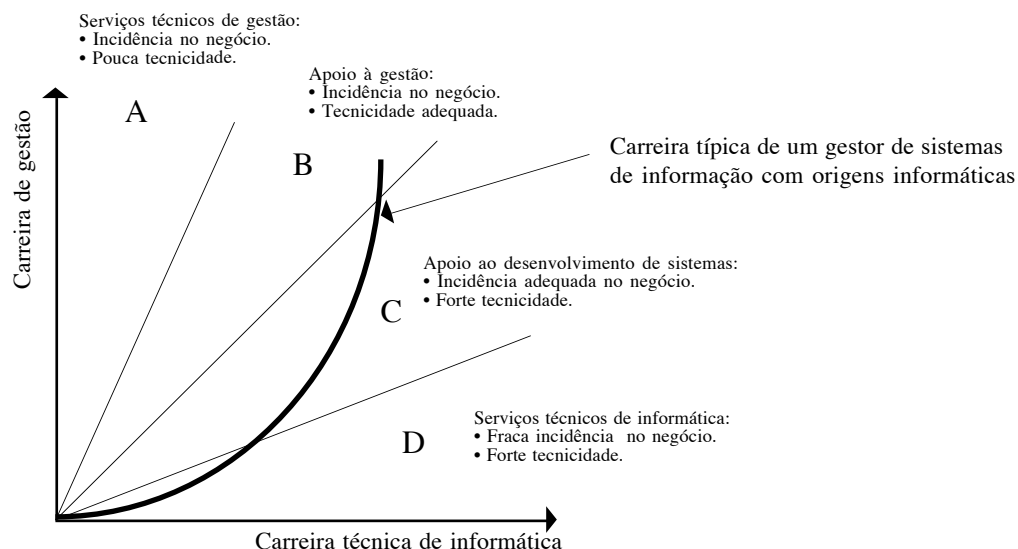 Serviços técnicos de gestão:
• Incidência no negócio.
• Pouca tecnicidade.
Apoio à gestão:
• Incidência no negócio.
• Tecnicidade adequada.
A
B
Carreira típica de um gestor de sistemas
de informação com origens informáticas
Carreira de gestão
Apoio ao desenvolvimento de sistemas:
• Incidência adequada no negócio.
• Forte tecnicidade.
C
Serviços técnicos de informática:
• Fraca incidência no negócio.
• Forte tecnicidade.
D
Carreira técnica de informática